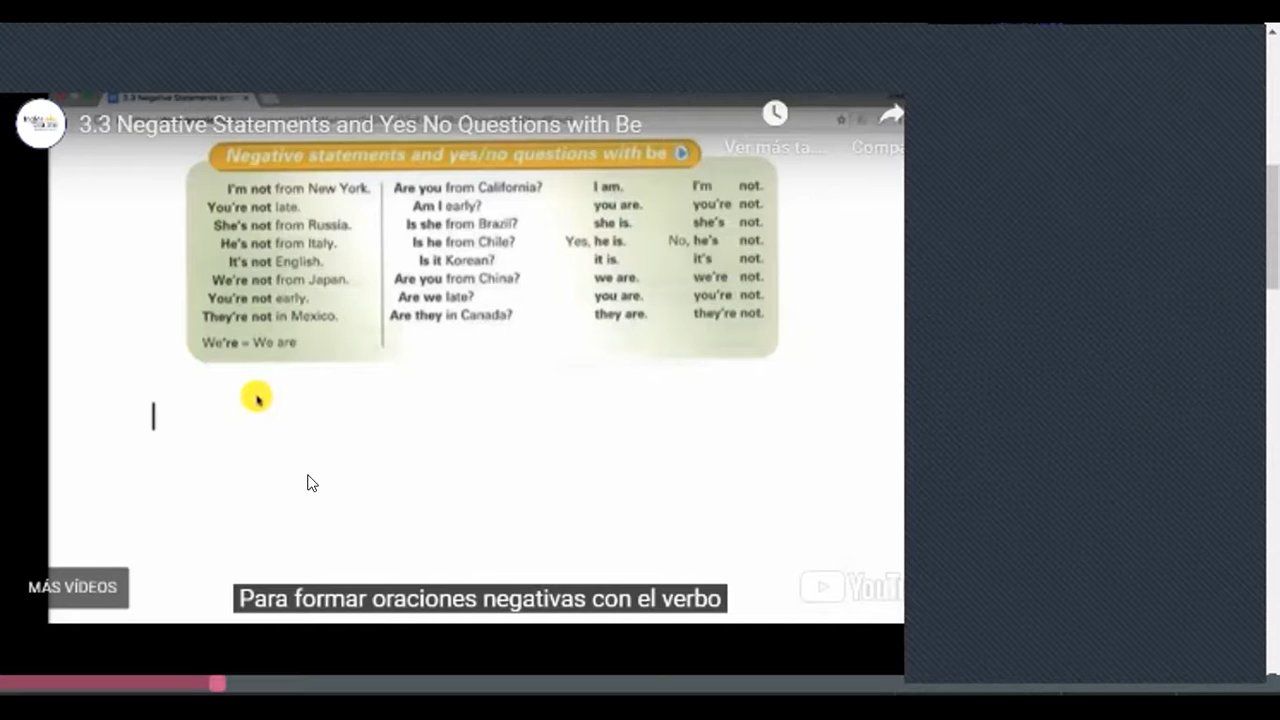 3.3 Negative Statements and
3.3 Negative Statements and Yes No Questions with Be
Ver más ta...
Compa
Negative statements and yes/no questions with be
I'm not from New York.
You're not late.
She's not from Russia.
He's not from Italy.
It's not English.
We're not from Japan.
You're not early.
They're not in Mexico.
We're = We are
Are you from California?
Am I early?
Is she from Brazil?
Is he from Chile?
Is it Korean?
Are you from China?
Are we late?
Are they in Canada?
I am.
you are.
she is.
Yes, he is.
it is.
we are.
you are.
they are.
I'm not.
you're not.
she's not.
No, he's not.
it's not.
we're not.
you're not.
they're not.
MÁS VÍDEOS
Para formar oraciones negativas con el verbo
YouT